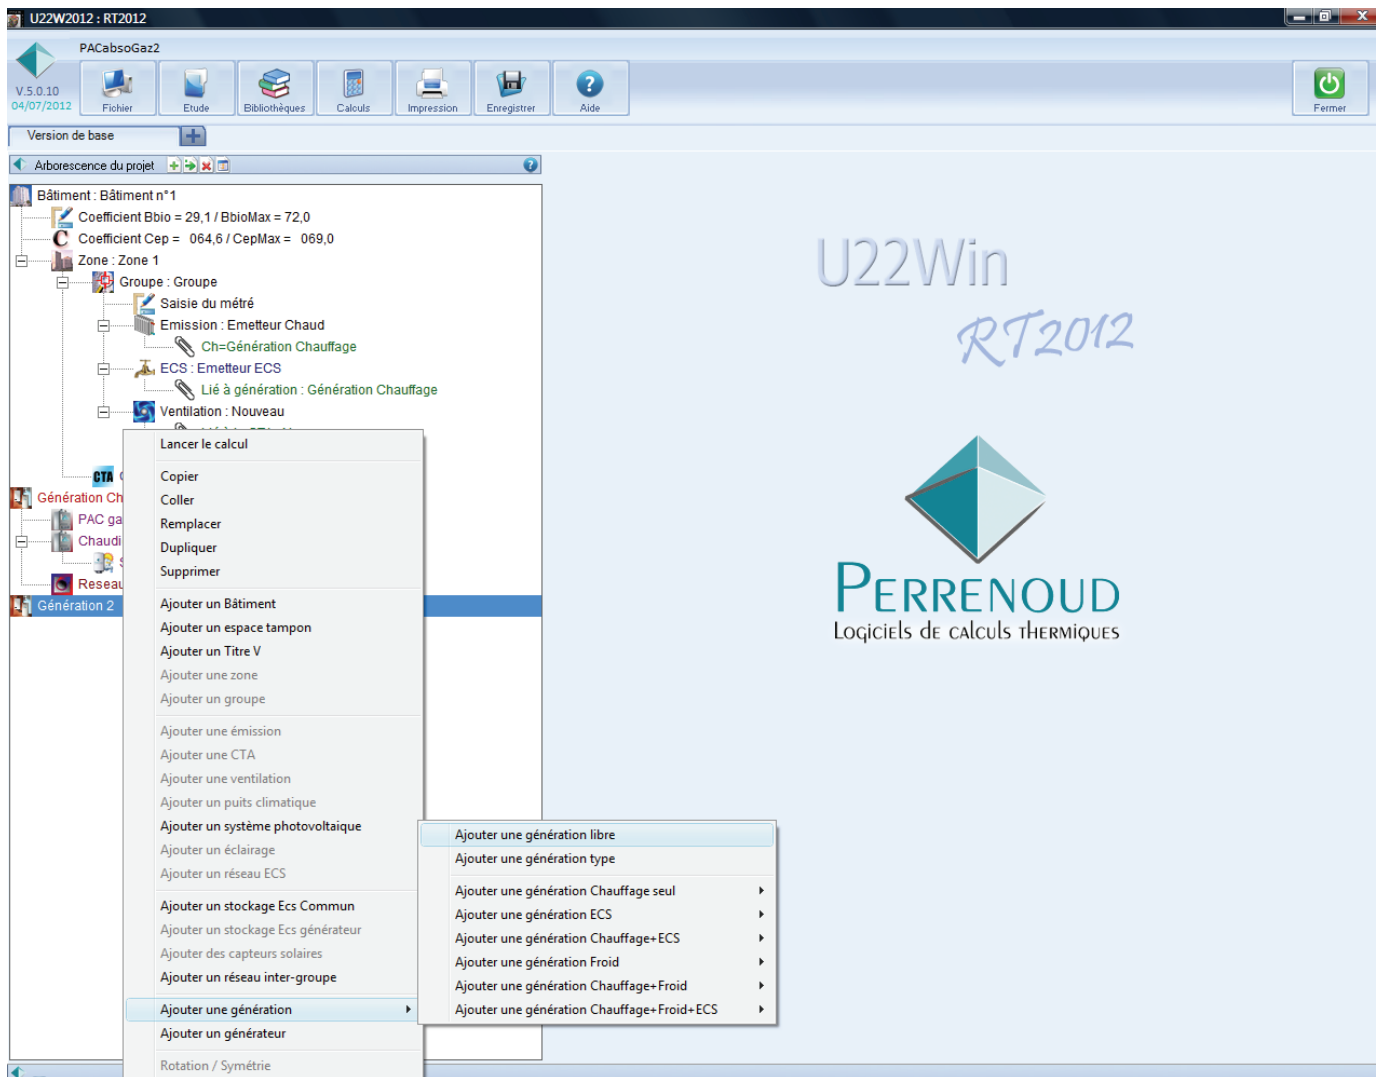 U22W2012 : RT2012
PACabsoGaz2
V.5.0.10
04/07/2012
Fichier
Etude
Bibliothèques
Calculs
Impression
Enregistrer
Aide
Fermer
Version de base
Arborescence du projet
Bâtiment : Bâtiment n°1
Coefficient Bbio = 29,1 / BbioMax = 72,0
Coefficient Cep = 064,6 / CepMax = 069,0
Zone : Zone 1
Groupe : Groupe
Saisie du métré
Emission : Emetteur Chaud
Ch=Génération Chauffage
ECS : Emetteur ECS
Lié à génération : Génération Chauffage
Ventilation : Nouveau
CTA
Génération Ch
PAC ga
Chaudi
Reseau
Génération 2
Lancer le calcul
Copier
Coller
Remplacer
Dupliquer
Supprimer
Ajouter un Bâtiment
Ajouter un espace tampon
Ajouter un Titre V
Ajouter une zone
Ajouter un groupe
Ajouter une émission
Ajouter une CTA
Ajouter une ventilation
Ajouter un puits climatique
Ajouter un système photovoltaique
Ajouter un éclairage
Ajouter un réseau ECS
Ajouter un stockage Ecs Commun
Ajouter un stockage Ecs générateur
Ajouter des capteurs solaires
Ajouter un réseau inter-groupe
Ajouter une génération
Ajouter un générateur
Rotation / Symétrie
Ajouter une génération libre
Ajouter une génération type
Ajouter une génération Chauffage seul
Ajouter une génération ECS
Ajouter une génération Chauffage+ECS
Ajouter une génération Froid
Ajouter une génération Chauffage+Froid
Ajouter une génération Chauffage+Froid+ECS
U22Win
RT2012
PERRENOUD
Logiciels de calculs thermiques